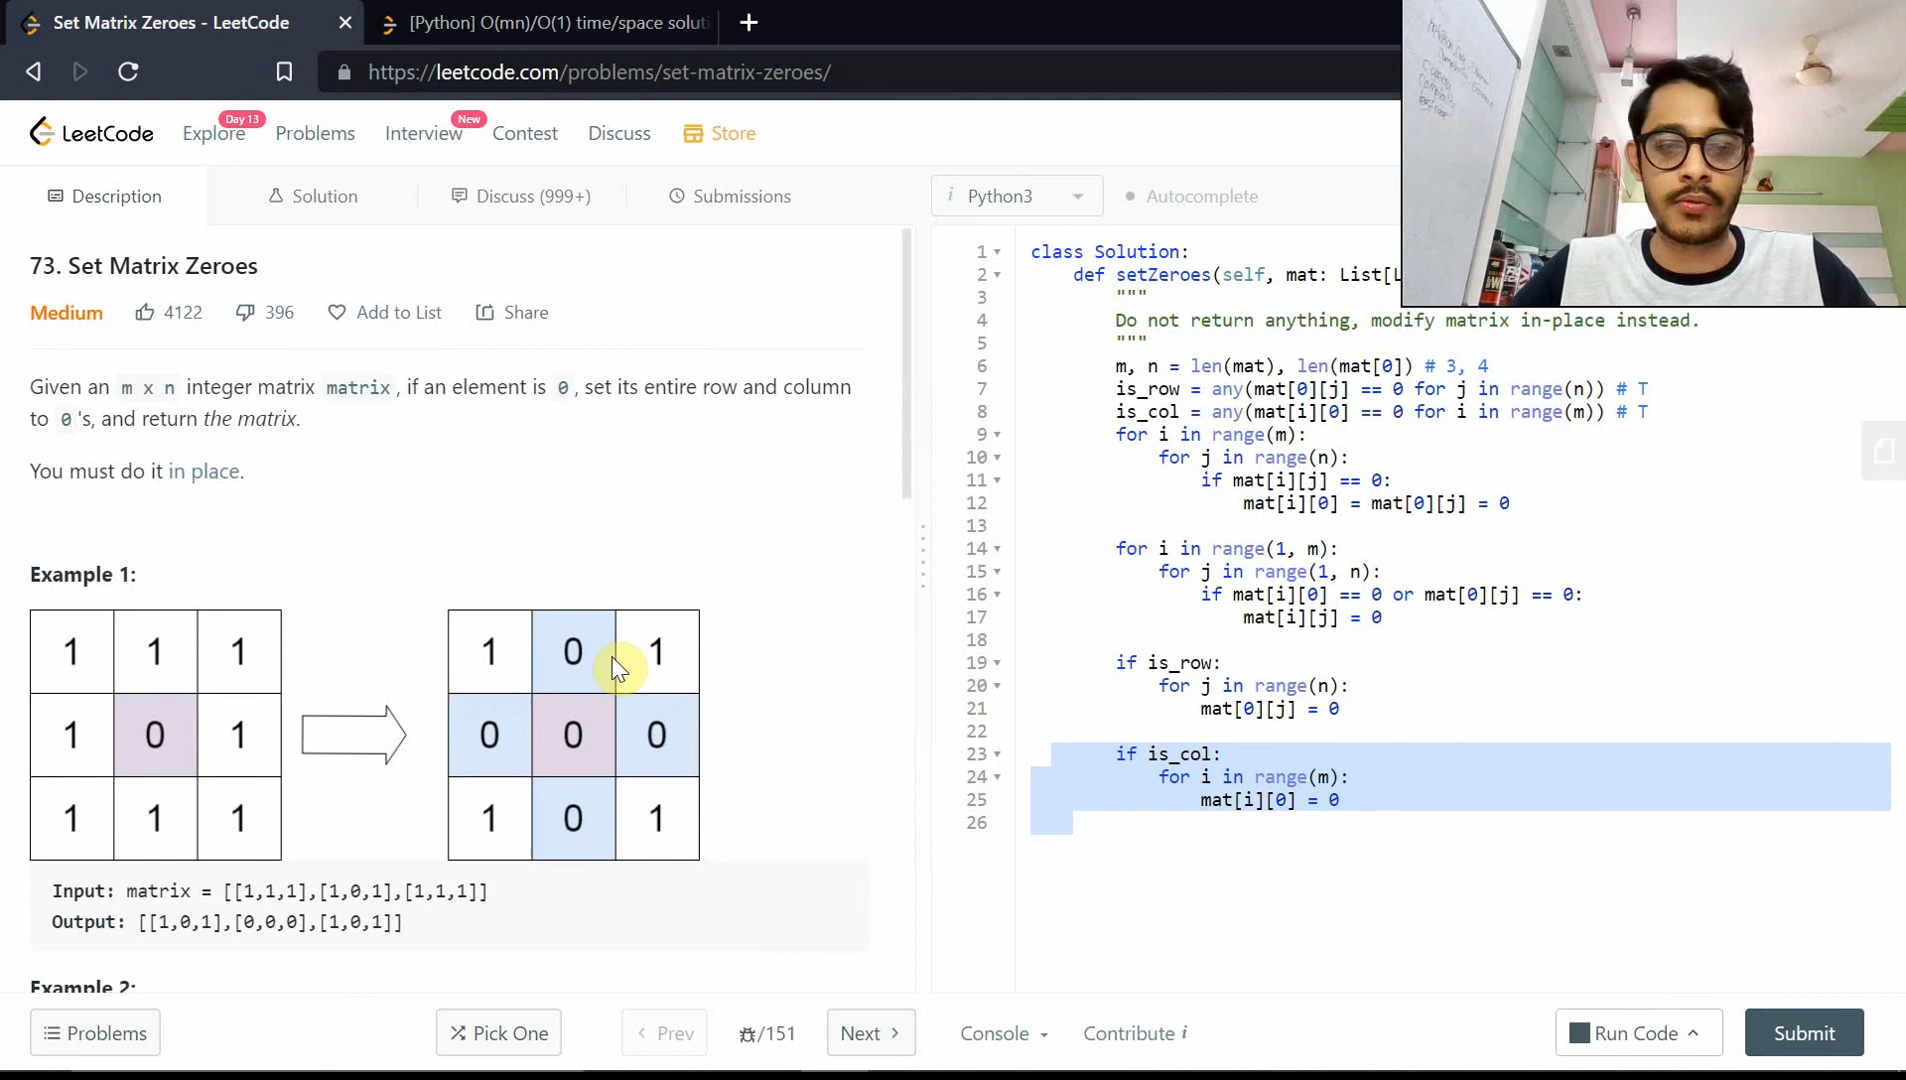 Set Matrix Zeroes - LeetCode
[Python] O(mn)/O(1) time/space soluti
https://leetcode.com/problems/set-matrix-zeroes/
LeetCode
Explore
Day 13
Problems
Interview
New
Contest
Discuss
Store
Description
Solution
Discuss (999+)
Submissions
73. Set Matrix Zeroes
Medium
4122
396
Add to List
Share
Given an m x n integer matrix matrix, if an element is 0, set its entire row and column
to 0's, and return the matrix.
You must do it in place.
Example 1:
1 1 1
1 0 1
1 1 1
1 0 1
0 0 0
1 0 1
Input: matrix = [[1,1,1],[1,0,1],[1,1,1]]
Output: [[1,0,1],[0,0,0],[1,0,1]]
Example 2:
Problems
Pick One
Prev
/151
Next
i Python3
Autocomplete
1 class Solution:
2 def setZeroes(self, mat: List[L
3 """
4 Do not return anything, modify matrix in-place instead.
5 """
6 m, n = len(mat), len(mat[0]) # 3, 4
7 is_row = any(mat[0][j] == 0 for j in range(n)) # T
8 is_col = any(mat[i][0] == 0 for i in range(m)) # T
9 for i in range(m):
10 for j in range(n):
11 if mat[i][j] == 0:
12 mat[i][0] = mat[0][j] = 0
13
14 for i in range(1, m):
15 for j in range(1, n):
16 if mat[i][0] == 0 or mat[0][j] == 0:
17 mat[i][j] = 0
18
19 if is_row:
20 for j in range(n):
21 mat[0][j] = 0
22
23 if is_col:
24 for i in range(m):
25 mat[i][0] = 0
26
Console
Contribute i
Run Code
Submit